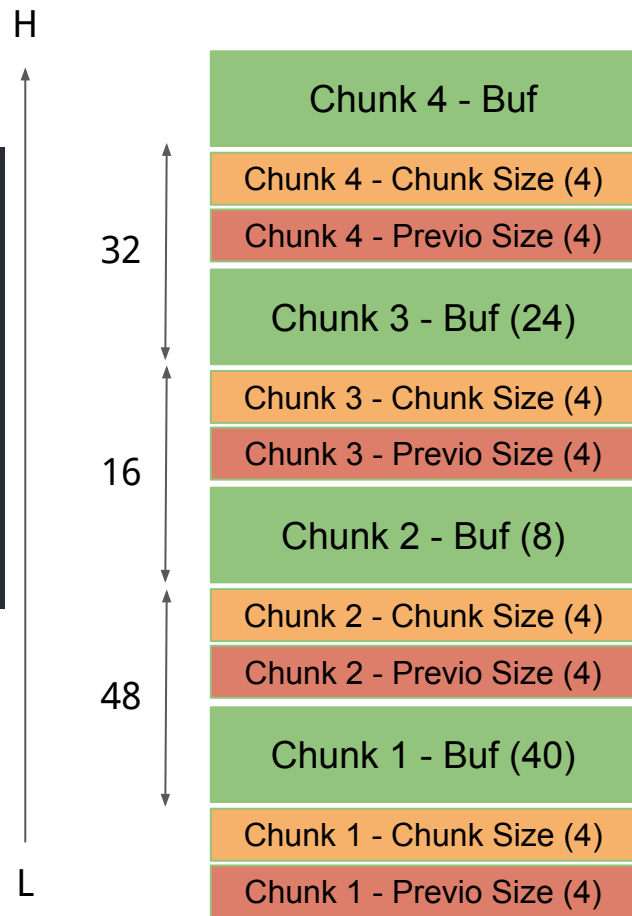 H
Chunk 4 - Buf
Chunk 4 - Chunk Size (4)
32
Chunk 4 - Previo Size (4)
Chunk 3 - Buf (24)
Chunk 3 - Chunk Size (4)
16
Chunk 3 - Previo Size (4)
Chunk 2 - Buf (8)
Chunk 2 - Chunk Size (4)
48
Chunk 2 - Previo Size (4)
Chunk 1 - Buf (40)
Chunk 1 - Chunk Size (4)
L
Chunk 1 - Previo Size (4)